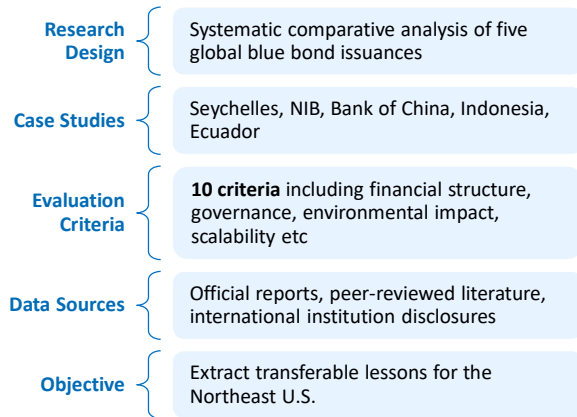 Research
Design
Systematic comparative analysis of five
global blue bond issuances
Case Studies
Seychelles, NIB, Bank of China, Indonesia,
Ecuador
Evaluation
Criteria
10 criteria including financial structure,
governance, environmental impact,
scalability etc
Data Sources
Official reports, peer-reviewed literature,
international institution disclosures
Objective
Extract transferable lessons for the
Northeast U.S.